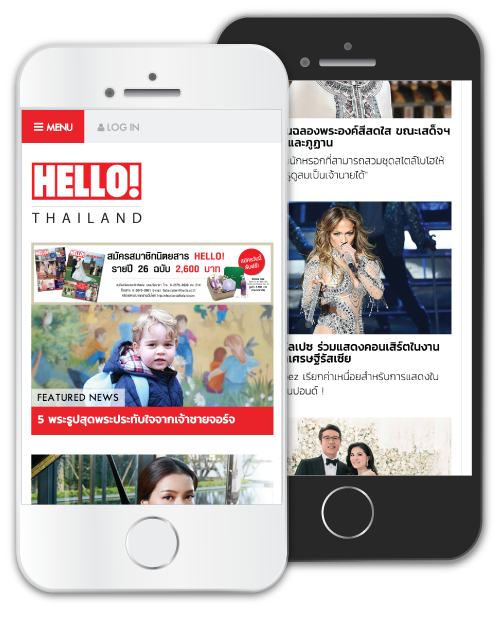 MENU
LOG IN
HELLO!
THAILAND
สมัครสมาชิกนิตยสาร HELLO!
รายปี 26 ฉบับ 2,600 บาท
FEATURED NEWS
5 พระรูปสุดพระประทับใจจากเจ้าชายจอร์จ
นฉลองพระองค์สีสดใส ขณะเสด็จฯ
และภูฏาน
นักหรอกที่สามารถสวมชุดสไตล์โบโฮให้
รูดูสมเป็นเจ้านายได้"
ลเปซ ร่วมแสดงคอนเสิร์ตในงาน
าเศรษฐีรัสเซีย
pez เรียกค่าเหนื่อยสำหรับการแสดงใน
นปอนด์ !